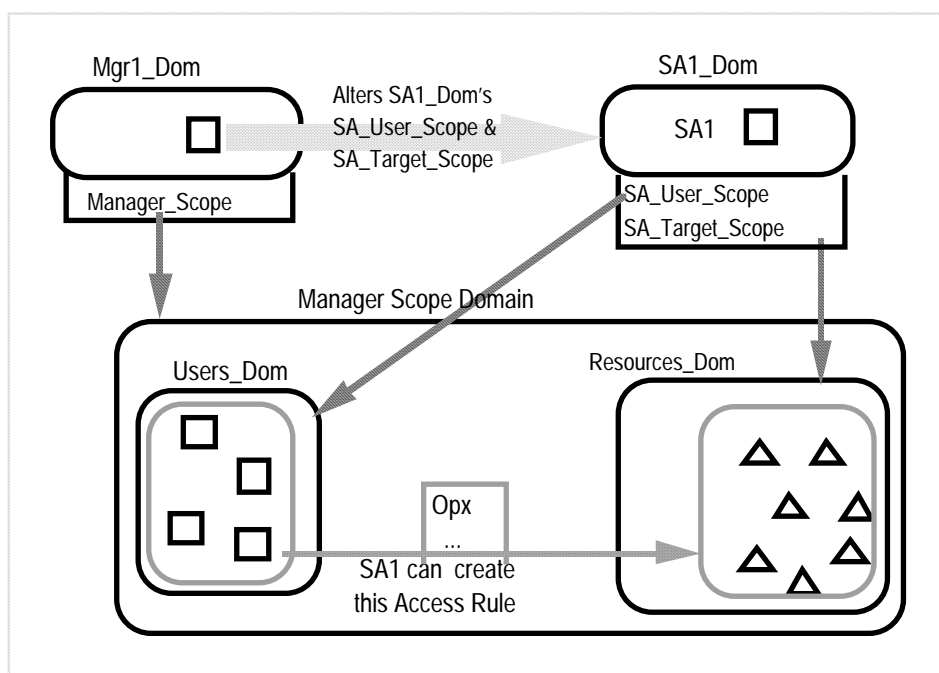 Mgr1_Dom
SA1_Dom
Alters SA1_Dom's
SA_User_Scope &
SA_Target_Scope
SA1
Manager_Scope
SA_User_Scope
SA_Target_Scope
Manager Scope Domain
Users_Dom
Resources_Dom
Opx
...
SA1 can create
this Access Rule